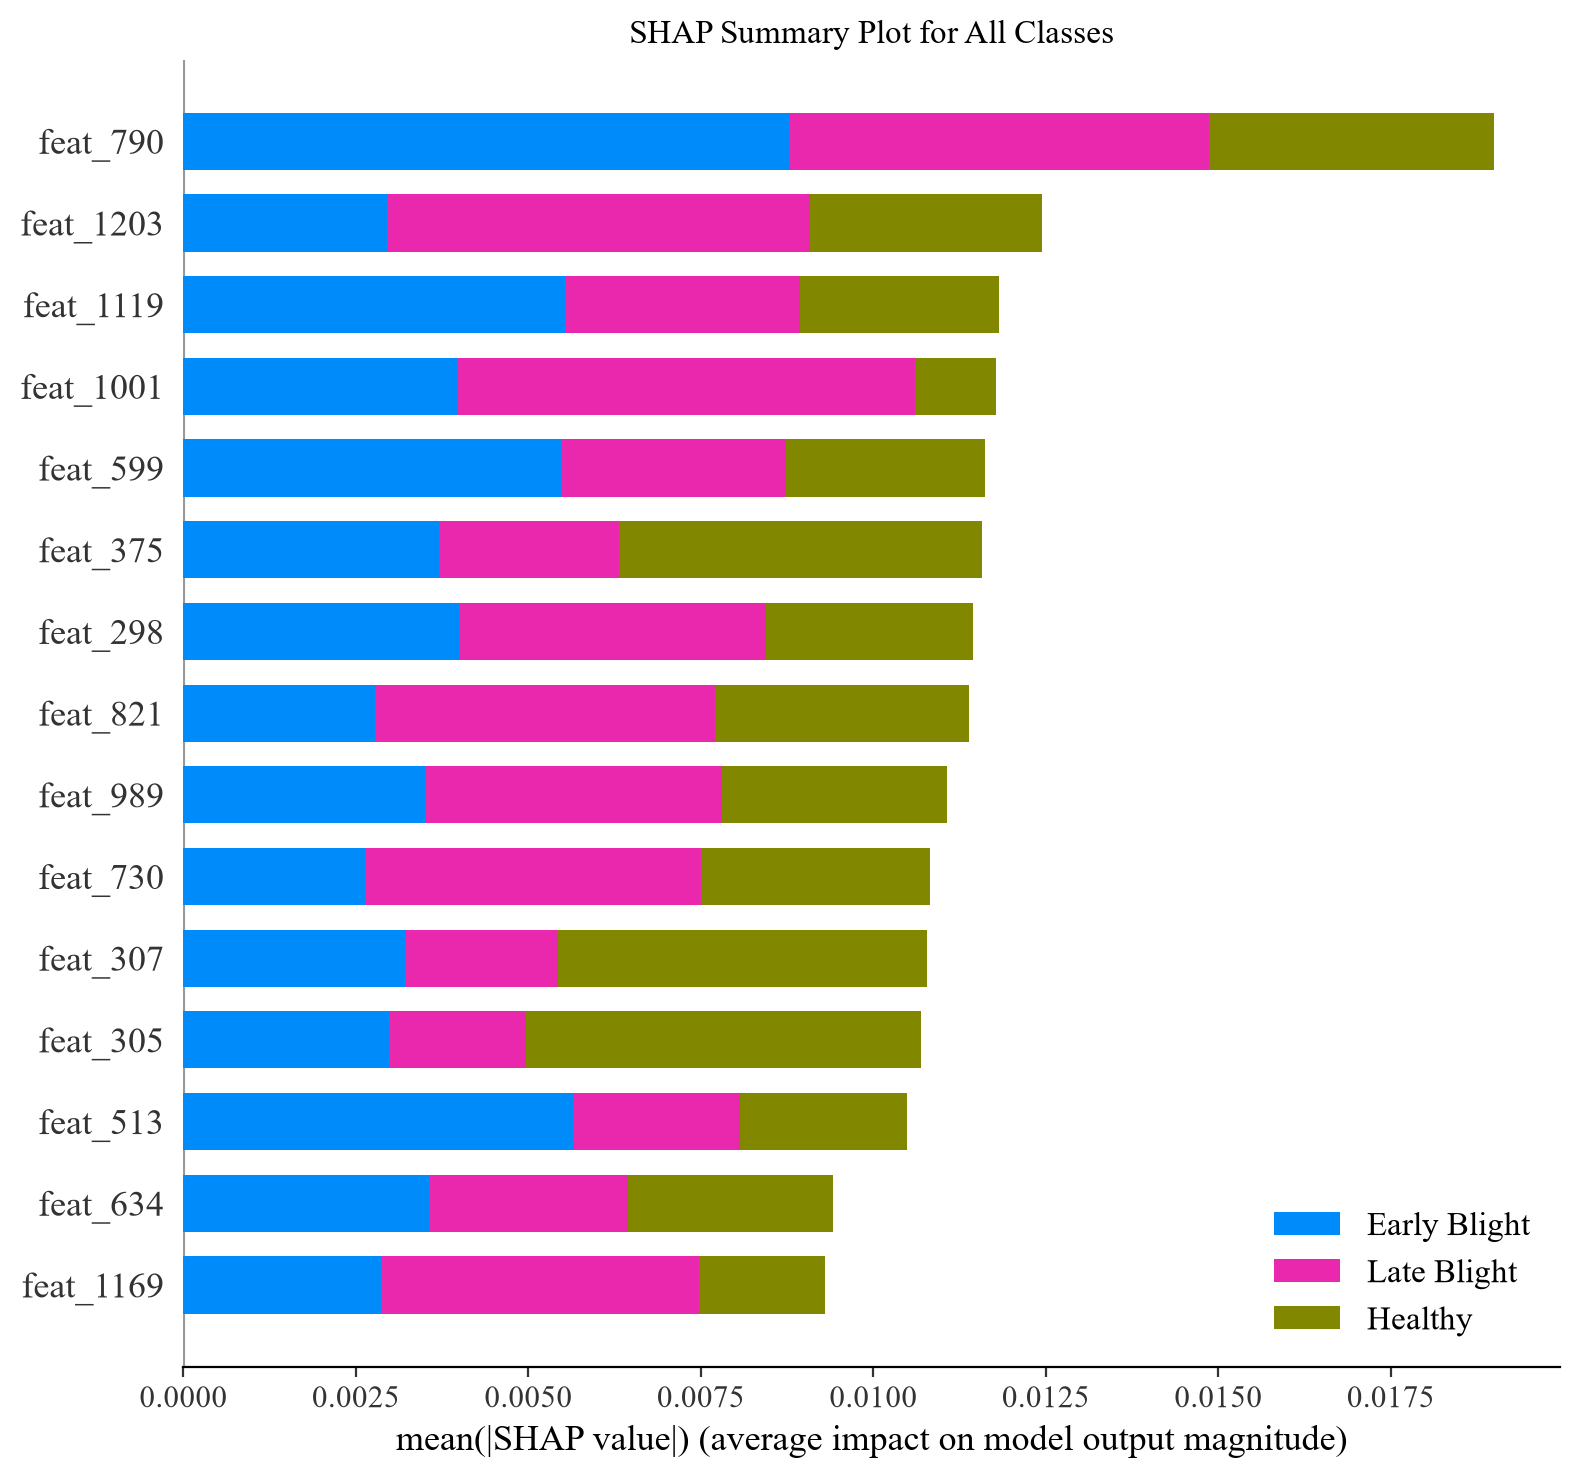 SHAP Summary Plot for All Classes
feat_790
feat_1203
feat_1119
feat_1001
feat_599
feat_375
feat_298
feat_821
feat_989
feat_730
feat_307
feat_305
feat_513
feat_634
feat_1169
Early Blight
Late Blight
Healthy
0.0000 0.0025 0.0050 0.0075 0.0100 0.0125 0.0150 0.0175
mean(|SHAP value|) (average impact on model output magnitude)